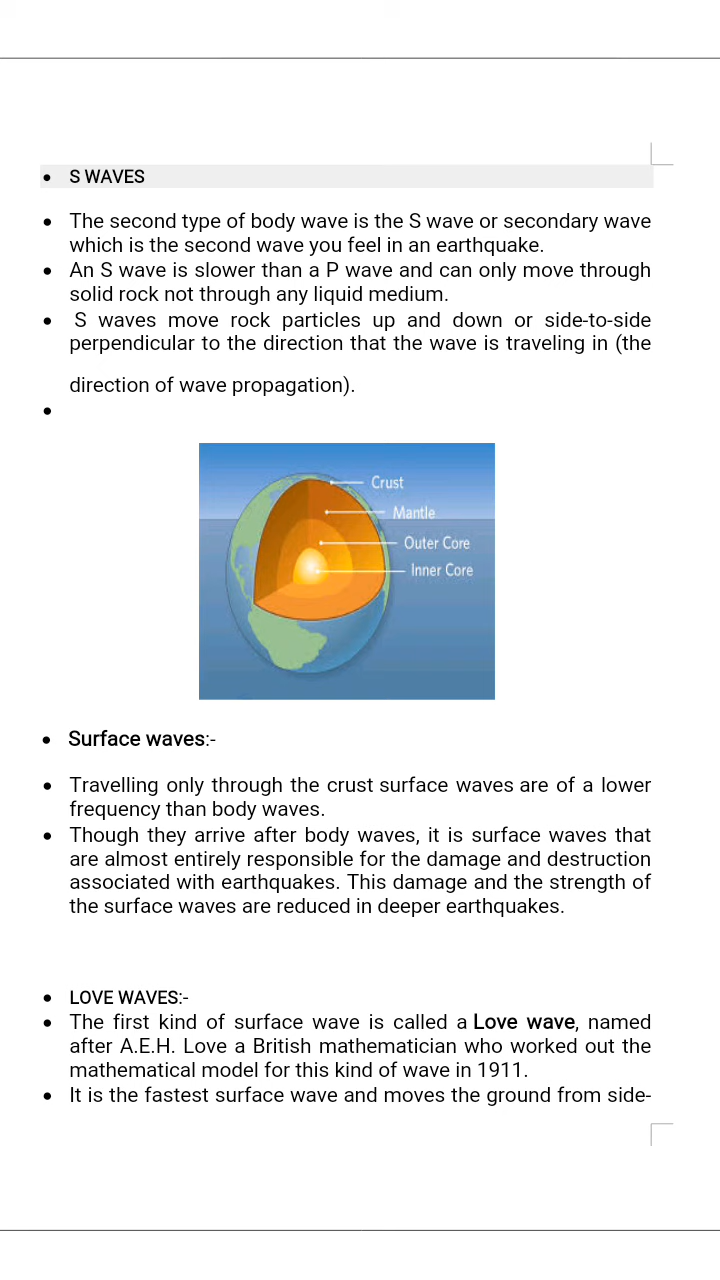 • S WAVES
• The second type of body wave is the S wave or secondary wave
which is the second wave you feel in an earthquake.
• An S wave is slower than a P wave and can only move through
solid rock not through any liquid medium.
• S waves move rock particles up and down or side-to-side
perpendicular to the direction that the wave is traveling in (the
direction of wave propagation).
•
Crust
Mantle
Outer Core
Inner Core
• Surface waves:-
• Travelling only through the crust surface waves are of a lower
frequency than body waves.
• Though they arrive after body waves, it is surface waves that
are almost entirely responsible for the damage and destruction
associated with earthquakes. This damage and the strength of
the surface waves are reduced in deeper earthquakes.
• LOVE WAVES:-
• The first kind of surface wave is called a Love wave, named
after A.E.H. Love a British mathematician who worked out the
mathematical model for this kind of wave in 1911.
• It is the fastest surface wave and moves the ground from side-